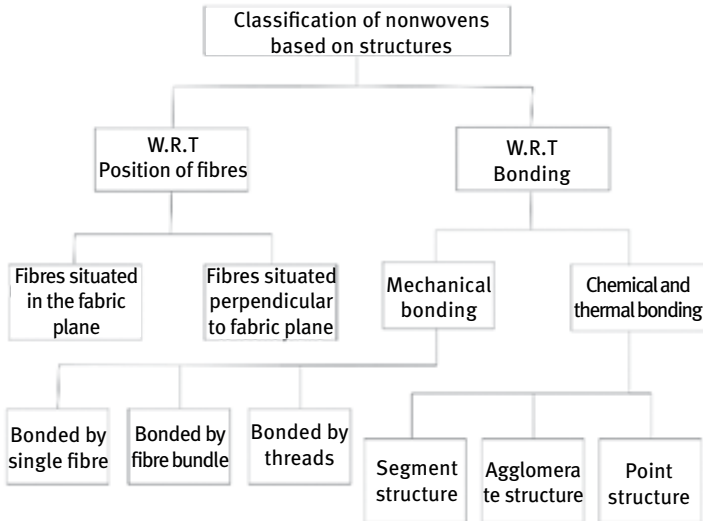 Classification of nonwovens
based on structures
W.R.T
Position of fibres
W.R.T
Bonding
Fibres situated
in the fabric
plane
Fibres situated
perpendicular
to fabric plane
Mechanical
bonding
Chemical and
thermal bonding
Bonded by
single fibre
Bonded by
fibre bundle
Bonded by
threads
Segment
structure
Agglomera
te structure
Point
structure